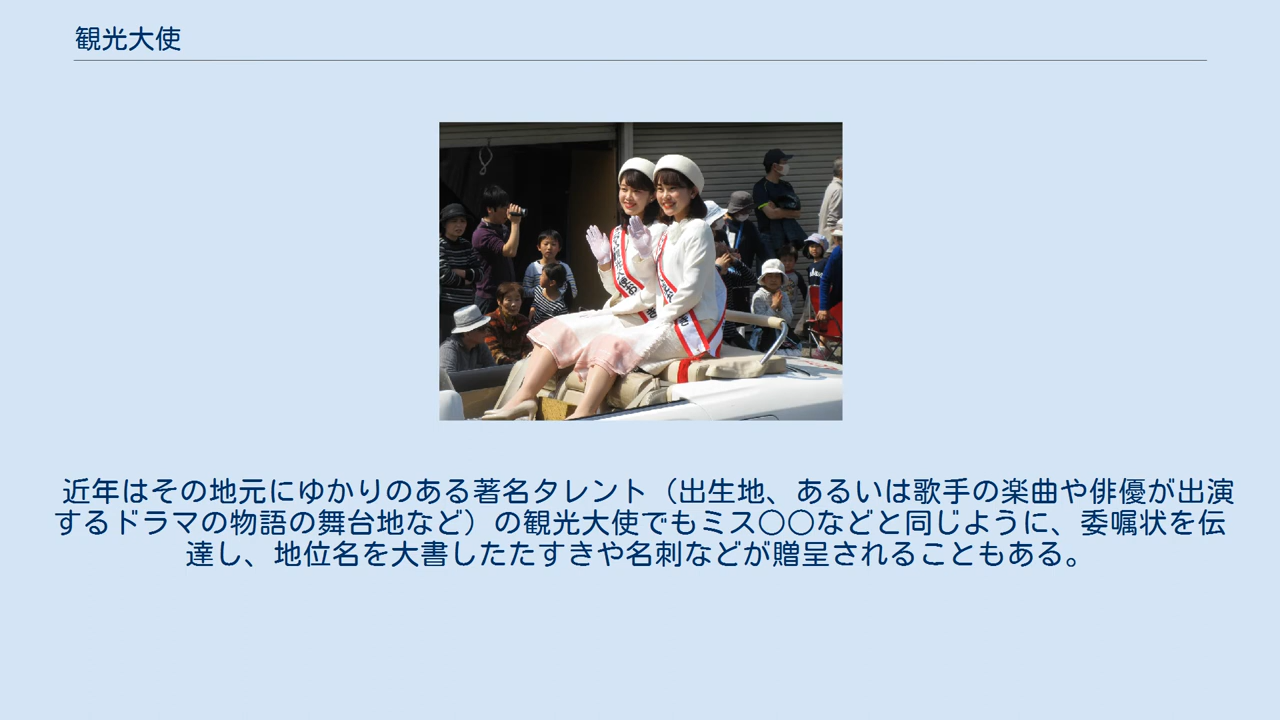 観光大使
近年はその地元にゆかりのある著名タレント（出生地、あるいは歌手の楽曲や俳優が出演
するドラマの物語の舞台地など）の観光大使でもミス〇〇などと同じように、委嘱状を伝
達し、地位名を大書したたすきや名刺などが贈呈されることもある。